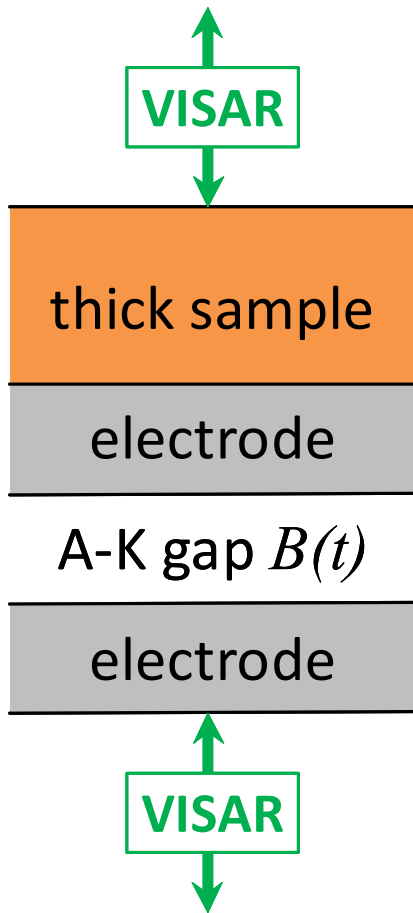 VISAR
thick sample
electrode
A-K gap B(t)
electrode
VISAR